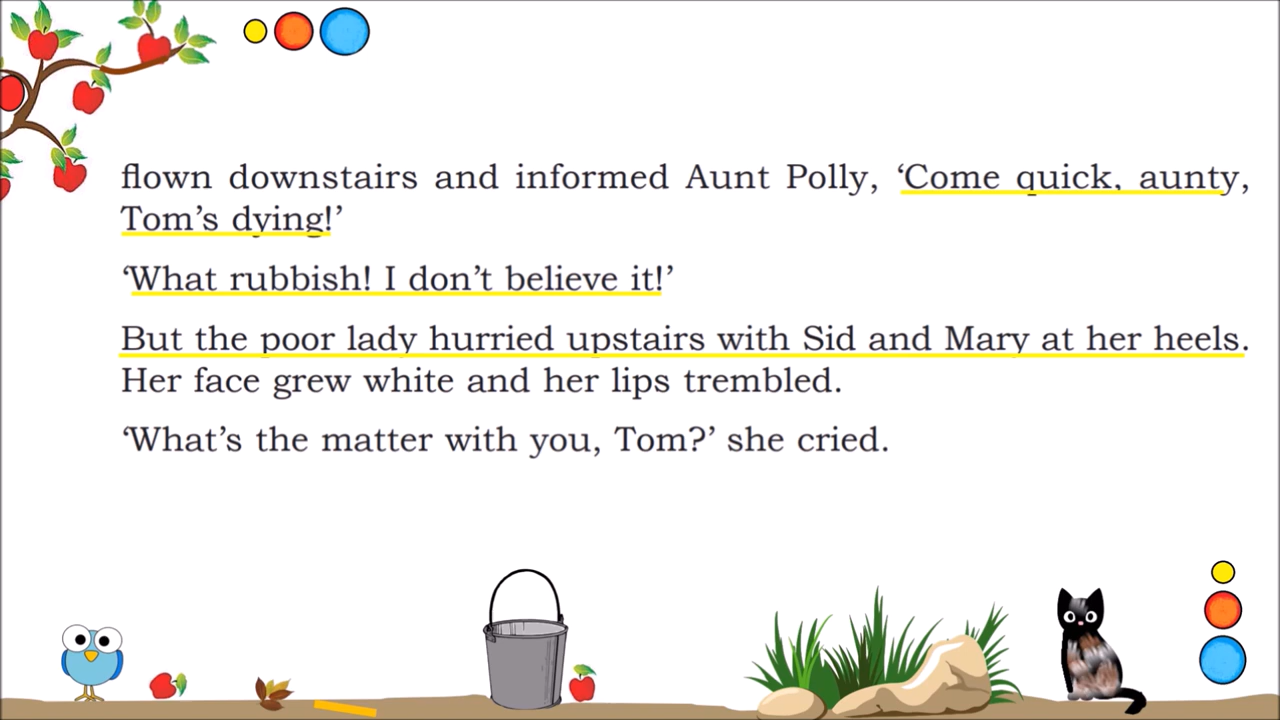 flown downstairs and informed Aunt Polly, ‘Come quick, aunty,
Tom’s dying!’
‘What rubbish! I don’t believe it!’
But the poor lady hurried upstairs with Sid and Mary at her heels.
Her face grew white and her lips trembled.
‘What’s the matter with you, Tom?’ she cried.